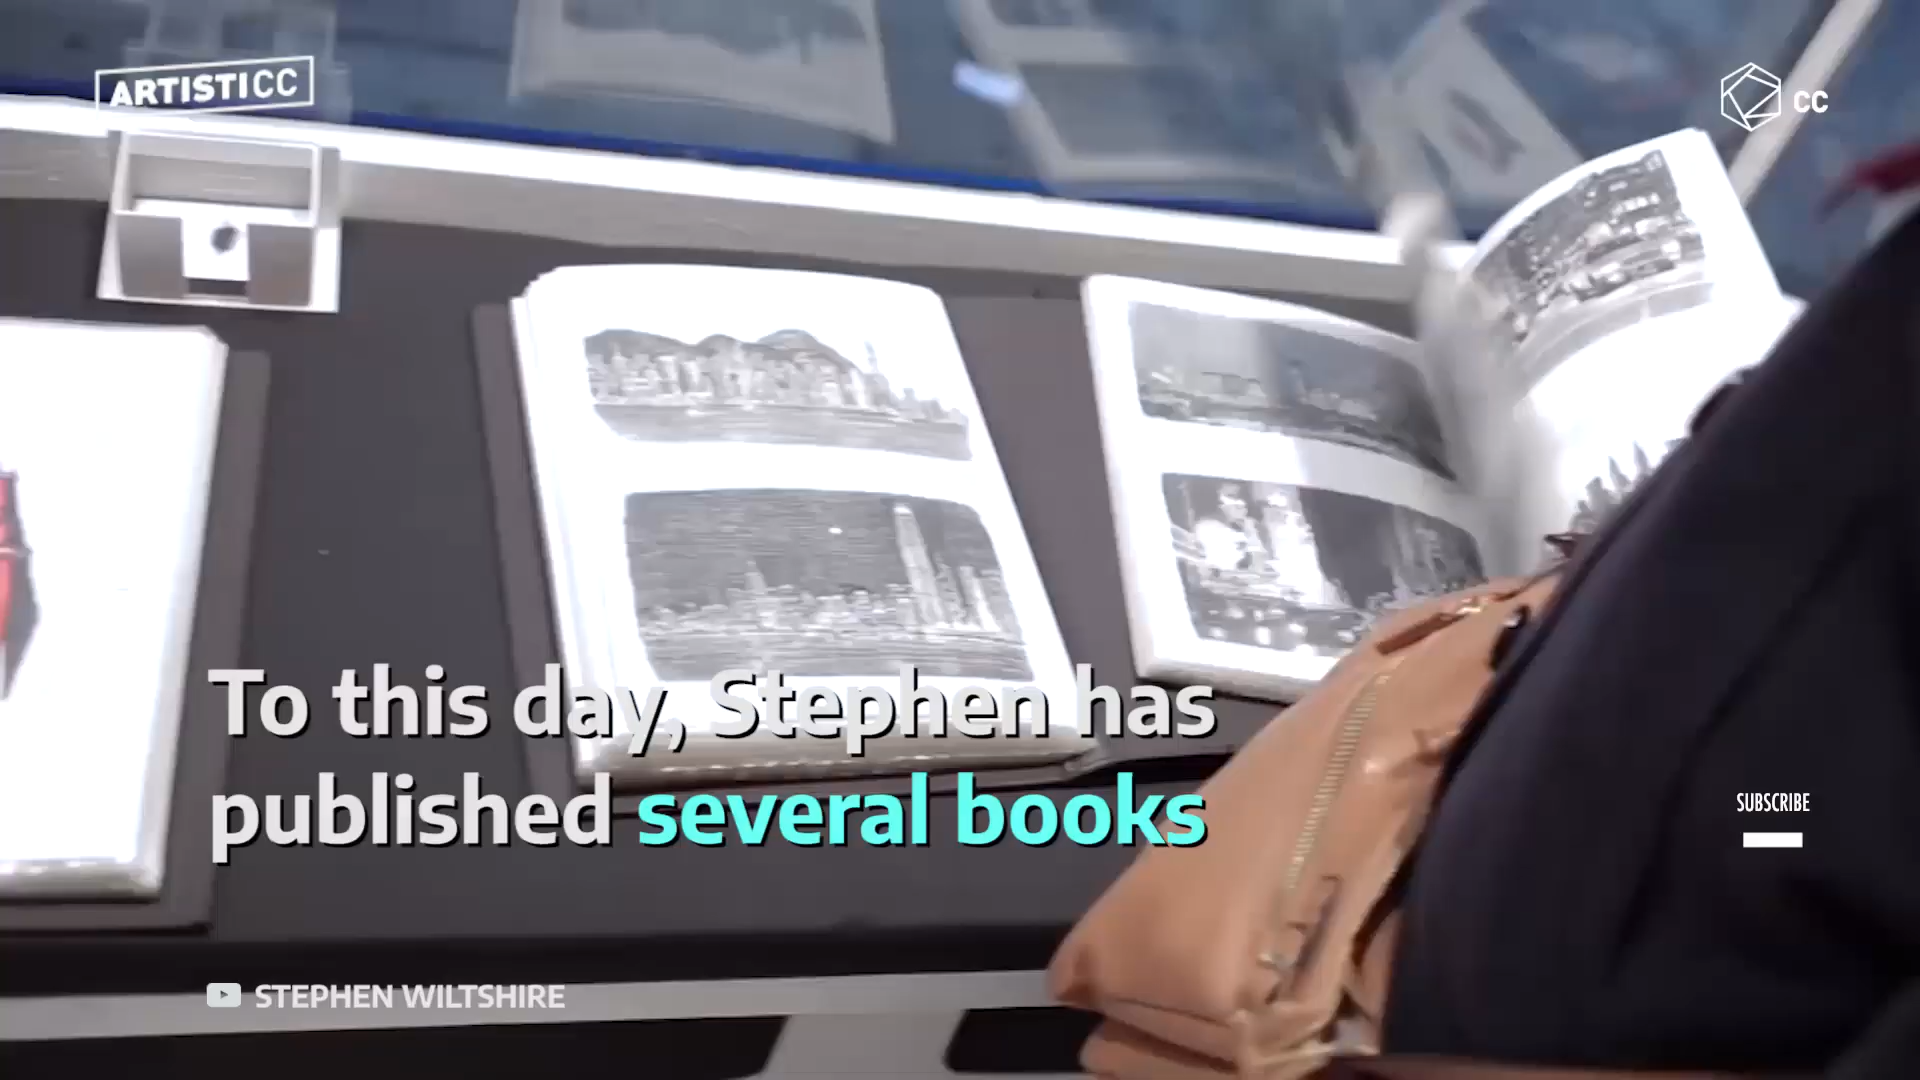 ARTISTICC
CC
To this day, Stephen has
published several books
SUBSCRIBE
STEPHEN WILTSHIRE